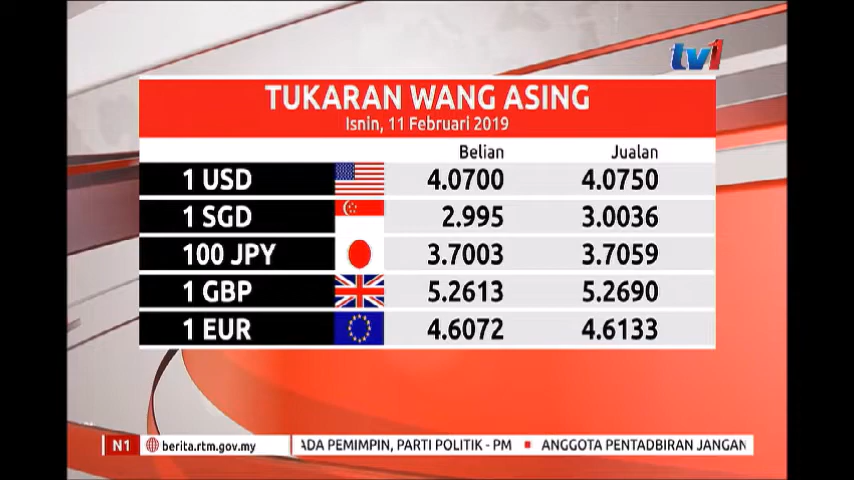 tv1
TUKARAN WANG ASING
Isnin, 11 Februari 2019
Belian Jualan
1 USD 4.0700 4.0750
1 SGD 2.995 3.0036
100 JPY 3.7003 3.7059
1 GBP 5.2613 5.2690
1 EUR 4.6072 4.6133
N1 berita.rtm.gov.my ADA PEMIMPIN, PARTI POLITIK - PM ▪ ANGGOTA PENTADBIRAN JANGAN